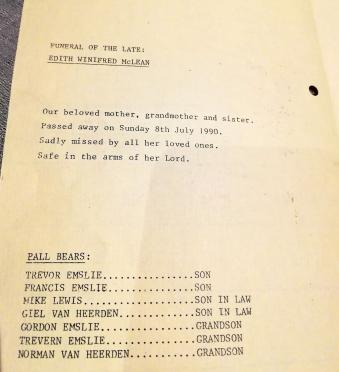 FUNERAL OF THE LATE:
EDITH WINIFRED McLEAN
Our beloved mother, grandmother and sister.
Passed away on Sunday 8th July 1990.
Sadly missed by all her loved ones.
Safe in the arms of her Lord.
PALL BEARS:
TREVOR EMSLIE................SON
FRANCIS EMSLIE...............SON
MIKE LEWIS...................SON IN LAW
GIEL VAN HEERDEN.............SON IN LAW
GORDON EMSLIE................GRANDSON
TREVERN EMSLIE...............GRANDSON
NORMAN VAN HEERDEN...........GRANDSON